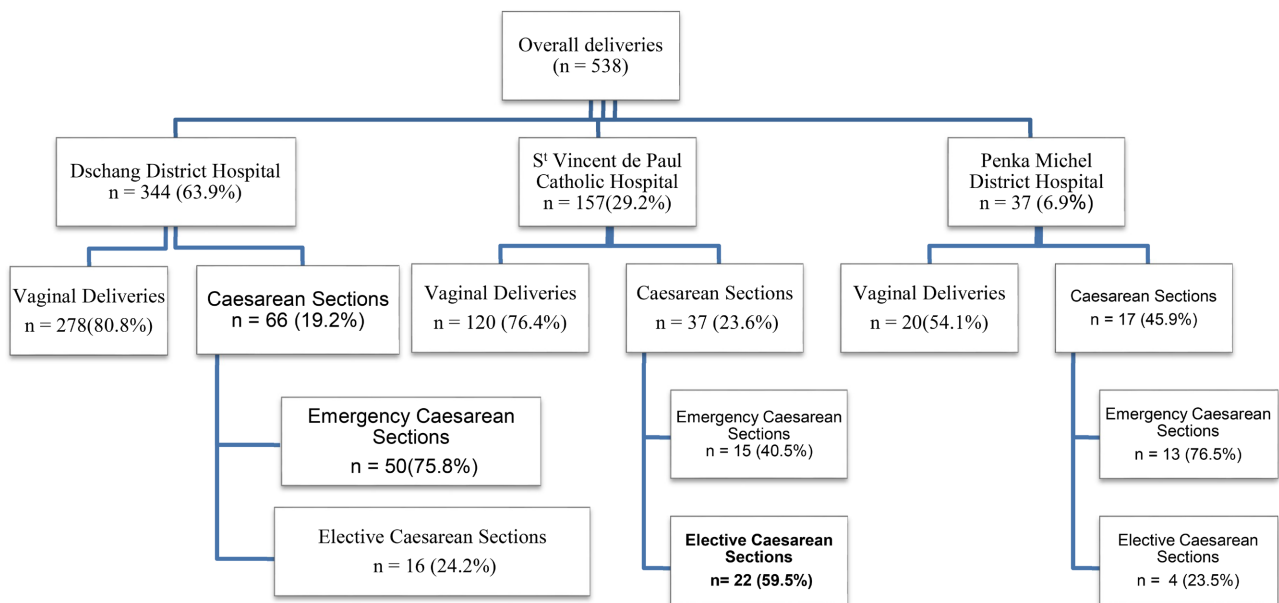 Overall deliveries
(n = 538)
Dschang District Hospital
n = 344 (63.9%)
Sᵗ Vincent de Paul
Catholic Hospital
n = 157(29.2%)
Penka Michel
District Hospital
n = 37 (6.9%)
Vaginal Deliveries
n = 278(80.8%)
Caesarean Sections
n = 66 (19.2%)
Vaginal Deliveries
n = 120 (76.4%)
Caesarean Sections
n = 37 (23.6%)
Vaginal Deliveries
n = 20(54.1%)
Caesarean Sections
n = 17 (45.9%)
Emergency Caesarean
Sections
n = 50(75.8%)
Emergency Caesarean
Sections
n = 15 (40.5%)
Emergency Caesarean
Sections
n = 13 (76.5%)
Elective Caesarean Sections
n = 16 (24.2%)
Elective Caesarean
Sections
n= 22 (59.5%)
Elective Caesarean
Sections
n = 4 (23.5%)